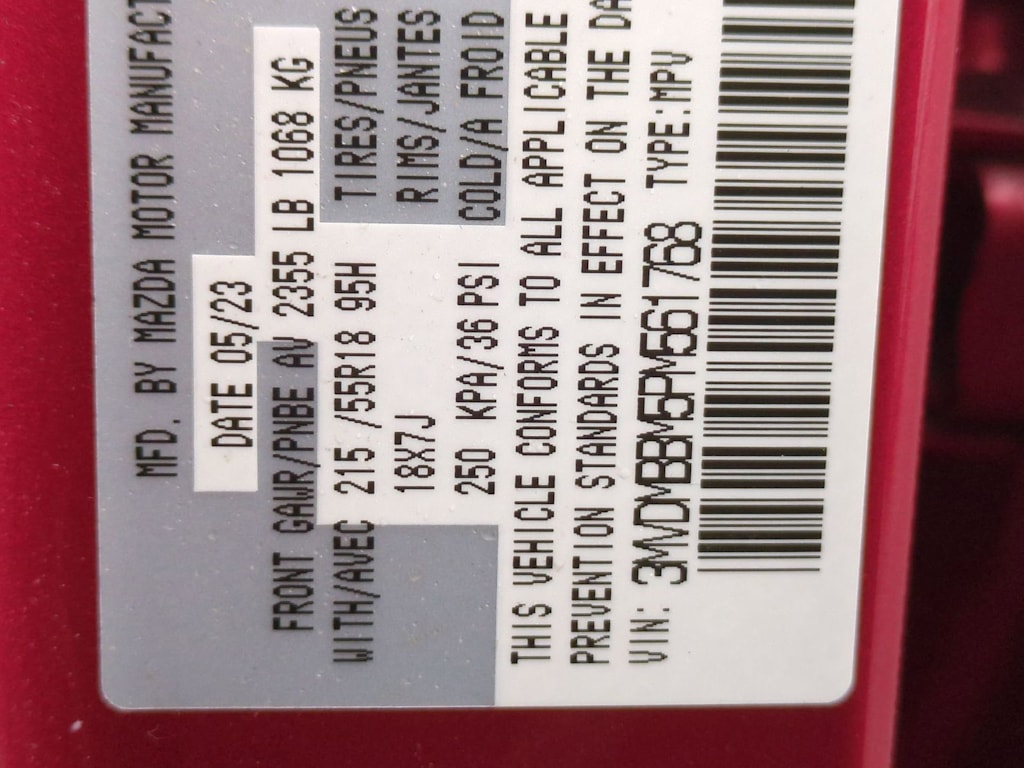 MFD. BY MAZDA MOTOR MANUFACT
DATE 05/23
FRONT GAWR/PNBE AV 2355 LB 1068 KG
WITH/AVEC 215 /55R18 95H TIRES/PNEUS
18X7J RIMS/JANTES
250 KPA/36 PSI COLD/A FROID
THIS VEHICLE CONFORMS TO ALL APPLICABLE
PREVENTION STANDARDS IN EFFECT ON THE DA
VIN: 3MVDMBBM5PM561768 TYPE:MPV